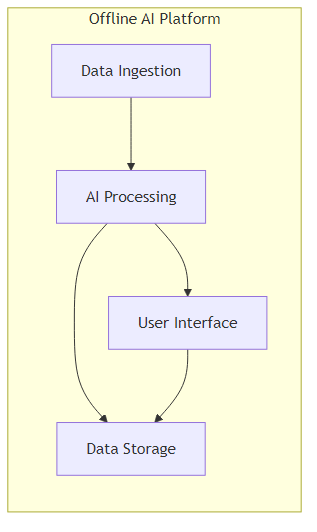 Offline AI Platform
Data Ingestion
AI Processing
User Interface
Data Storage